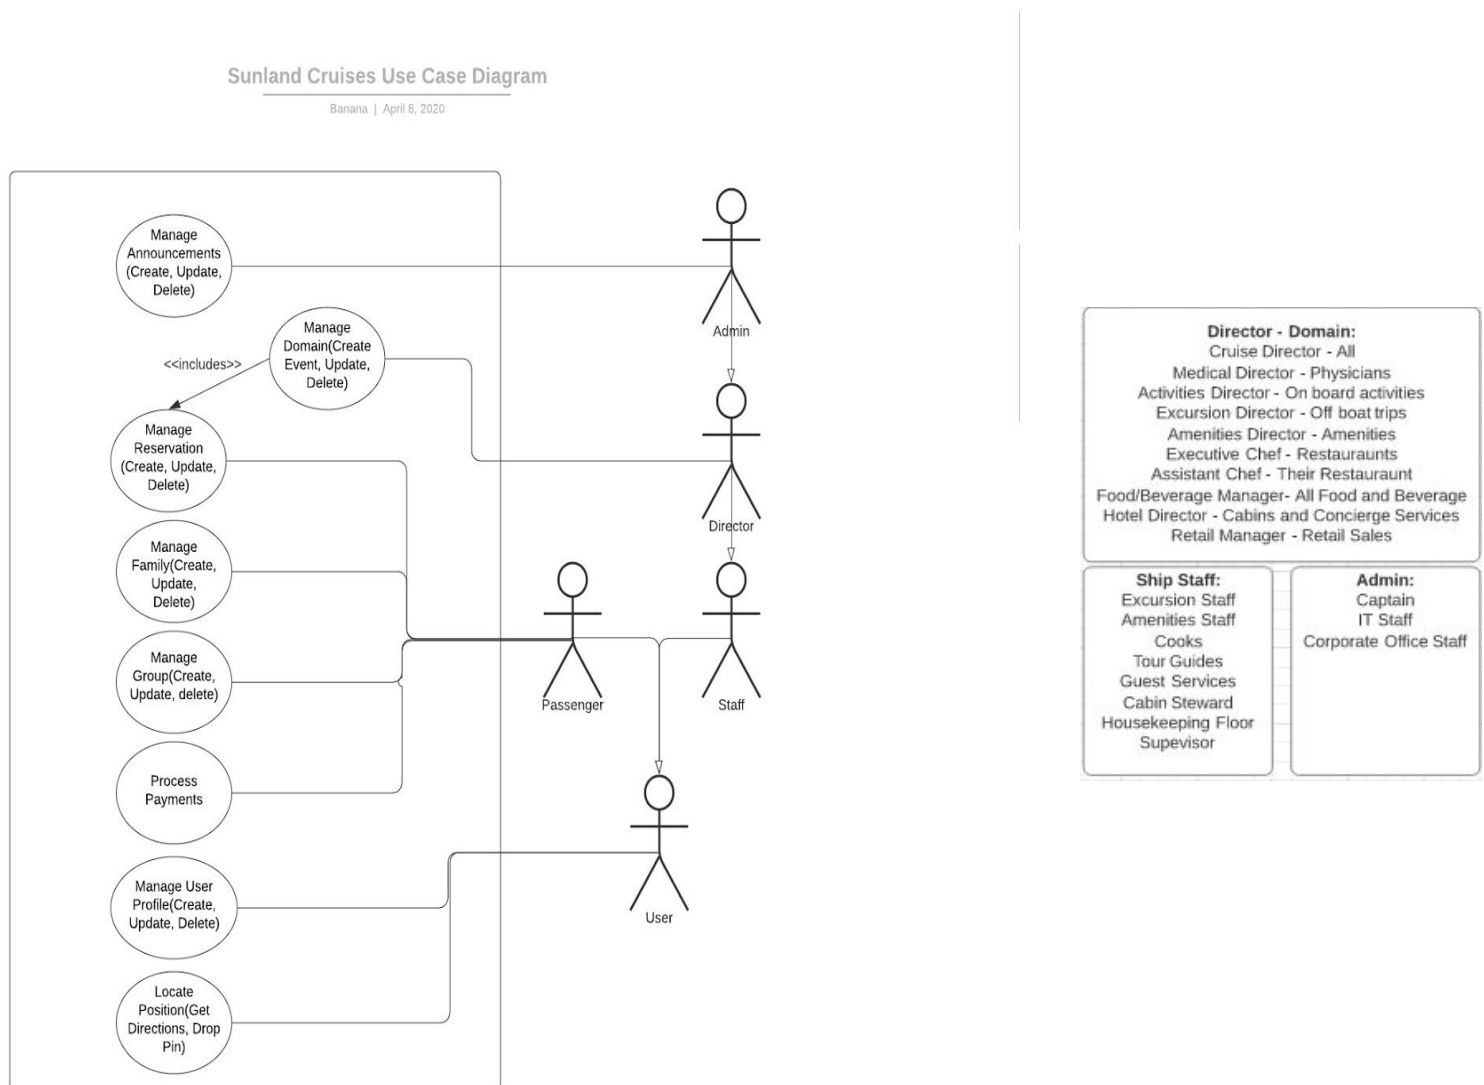 Sunland Cruises Use Case Diagram
Banana | April 8, 2020
Manage
Announcements
(Create, Update,
Delete)
Admin
Manage
Domain(Create
Event, Update,
Delete)
<<includes>>
Director
Manage
Reservation
(Create, Update,
Delete)
Manage
Family(Create,
Update,
Delete)
Manage
Group(Create,
Update, delete)
Passenger
Staff
Process
Payments
Manage User
Profile(Create,
Update, Delete)
User
Locate
Position(Get
Directions, Drop
Pin)
Director - Domain:
Cruise Director - All
Medical Director - Physicians
Activities Director - On board activities
Excursion Director - Off boat trips
Amenities Director - Amenities
Executive Chef - Restauraunts
Assistant Chef - Their Restauraunt
Food/Beverage Manager- All Food and Beverage
Hotel Director - Cabins and Concierge Services
Retail Manager - Retail Sales
Ship Staff:
Excursion Staff
Amenities Staff
Cooks
Tour Guides
Guest Services
Cabin Steward
Housekeeping Floor
Supevisor
Admin:
Captain
IT Staff
Corporate Office Staff